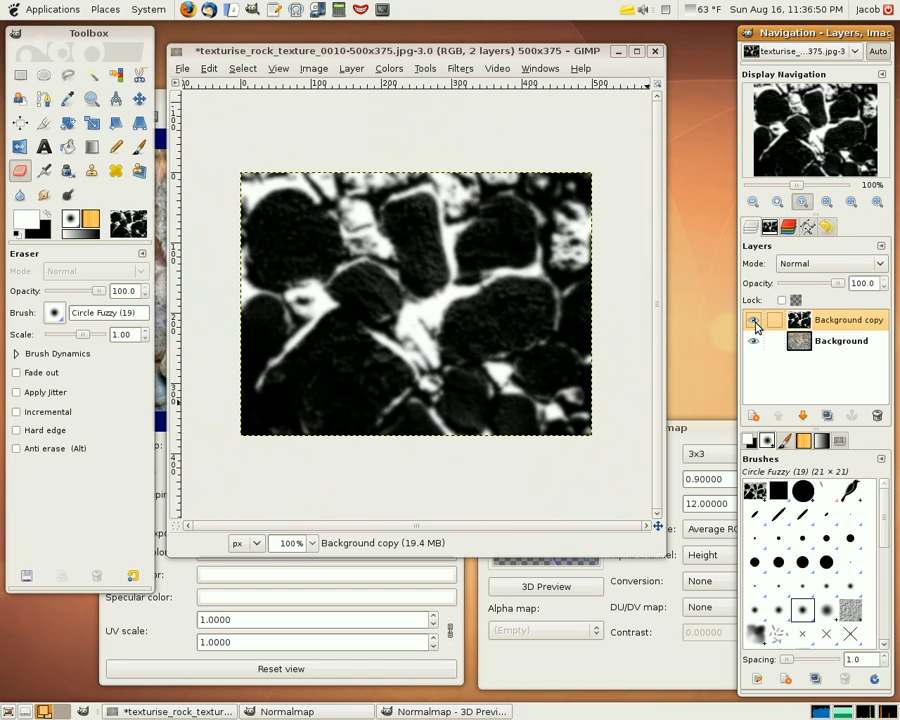 Applications Places System
63 °F Sun Aug 16, 11:36:50 PM Jacob
Toolbox
Eraser
Mode: Normal
Opacity: 100.0
Brush: Circle Fuzzy (19)
Scale: 1.00
Brush Dynamics
Fade out
Apply Jitter
Incremental
Hard edge
Anti erase (Alt)
*texturise_rock_texture_0010-500x375.jpg-3.0 (RGB, 2 layers) 500x375 – GIMP
File Edit Select View Image Layer Colors Tools Filters Video Windows Help
0 100 200 300 400 500
100
0
100
200
300
400
px 100% Background copy (19.4 MB)
Specular color:
UV scale: 1.0000
1.0000
Reset view
3x3
0.90000
12.00000
Height
3D Preview
Alpha map:
(Empty)
Conversion: None
DU/DV map: None
Contrast: 0.00000
Navigation - Layers, Imag
texturise_...375.jpg-3 Auto
Display Navigation
100%
Layers
Mode: Normal
Opacity: 100.0
Lock:
Background copy
Background
Brushes
Circle Fuzzy (19) (21 × 21)
Spacing: 1.0
*texturise_rock_textur... Normalmap Normalmap - 3D Previ...